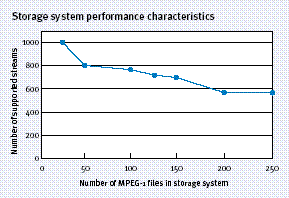 Storage system performance characteristics
Number of supported streams
1000
800
600
400
200
0
0 50 100 150 200 250
Number of MPEG-1 files in storage system